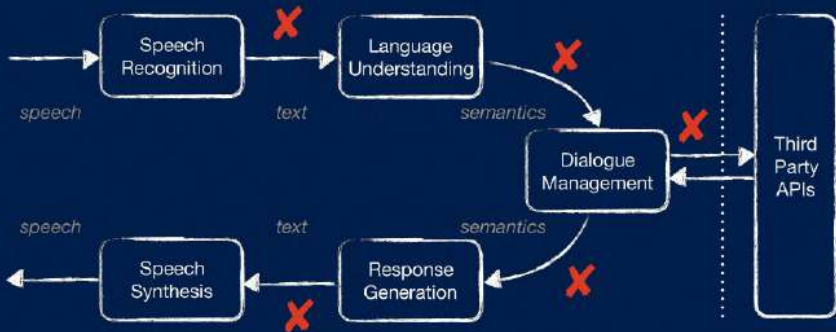 Speech
Recognition
Language
Understanding
speech
text
semantics
Dialogue
Management
Third
Party
APIs
speech
text
semantics
Speech
Synthesis
Response
Generation